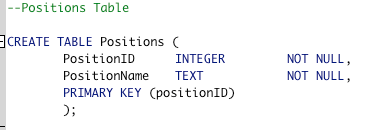 --Positions Table
CREATE TABLE Positions (
PositionID INTEGER NOT NULL,
PositionName TEXT NOT NULL,
PRIMARY KEY (positionID)
);